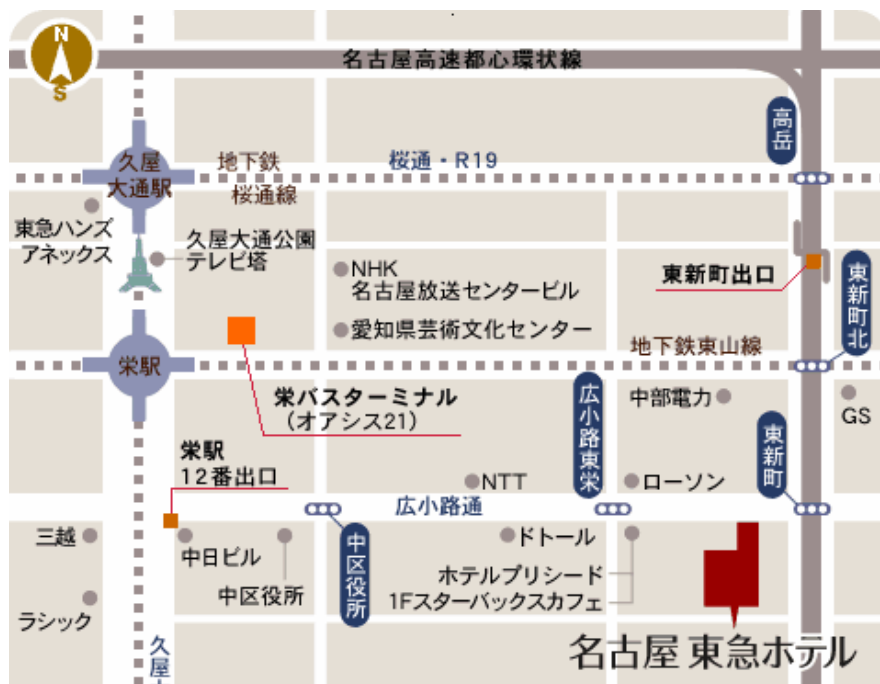 N
S
名古屋高速都心環状線
高岳
久屋
大通駅
地下鉄
桜通線
桜通・R19
東急ハンズ
アネックス
久屋大通公園
テレビ塔
NHK
名古屋放送センタービル
東新町出口
東新町北
愛知県芸術文化センター
地下鉄東山線
栄駅
栄バスターミナル
(オアシス21)
広小路東栄
中部電力
GS
東新町
栄駅
12番出口
NTT
ローソン
広小路通
三越
中日ビル
中区役所
中区役所
ドトール
ホテルプリシード
1Fスターバックスカフェ
ラシック
久屋
名古屋 東急ホテル